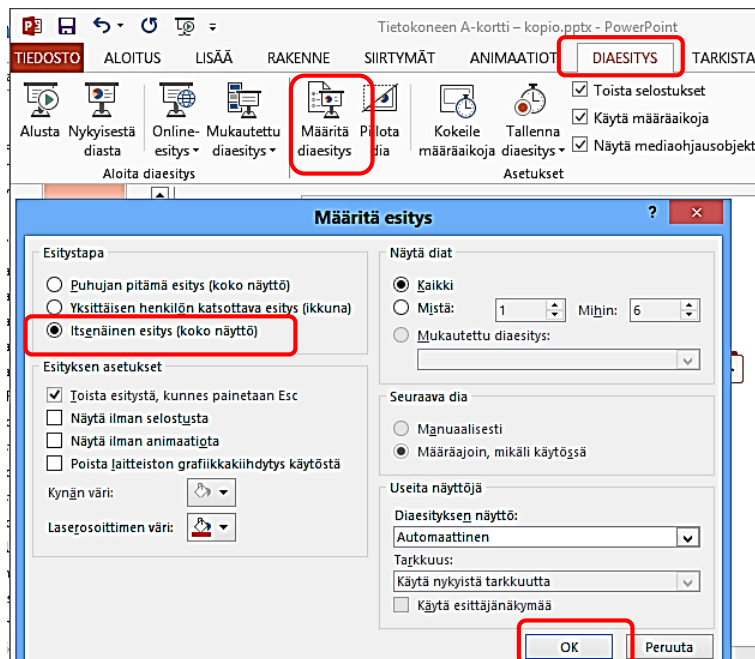 Tietokoneen A-kortti – kopio.pptx - PowerPoint
TIEDOSTO ALOITUS LISÄÄ RAKENNE SIIRTYMÄT ANIMAATIOT DIAESITYS TARKISTA
Alusta Nykyisestä diasta Online-esitys Mukautettu diaesitys Määritä diaesitys Piilota dia Kokeile määräaikoja Tallenna diaesitys
Toista selostukset
Käytä määräaikoja
Näytä mediaohjausobjekt
Aloita diaesitys Asetukset
Määritä esitys ? ×
Esitystapa
Puhujan pitämä esitys (koko näyttö)
Yksittäisen henkilön katsottava esitys (ikkuna)
Itsenäinen esitys (koko näyttö)
Esityksen asetukset
Toista esitystä, kunnes painetaan Esc
Näytä ilman selostusta
Näytä ilman animaatiota
Poista laitteiston grafiikkakiihdytys käytöstä
Kynän väri:
Laserosoittimen väri:
Näytä diat
Kaikki
Mistä: 1 Mihin: 6
Mukautettu diaesitys:
Seuraava dia
Manuaalisesti
Määräajoin, mikäli käytössä
Useita näyttöjä
Diaesityksen näyttö:
Automaattinen
Tarkkuus:
Käytä nykyistä tarkkuutta
Käytä esittäjänäkymää
OK Peruuta